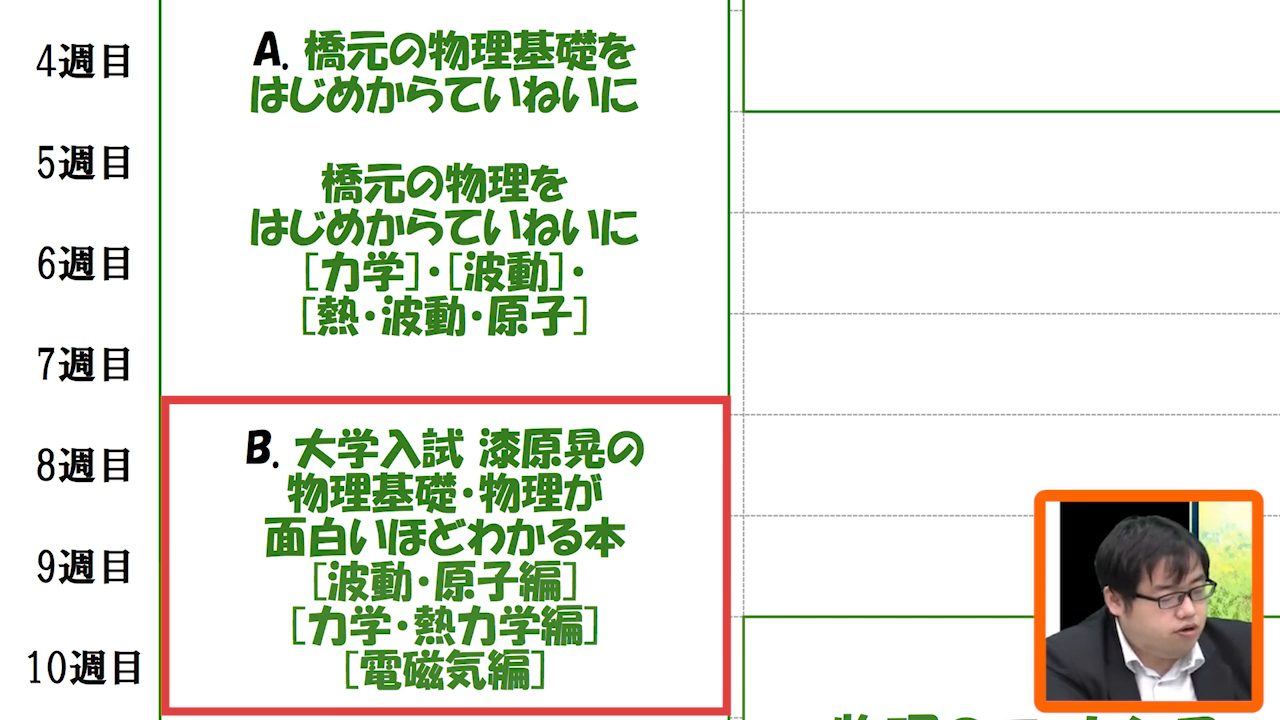 4週目
5週目
6週目
7週目
8週目
9週目
10週目
A. 橋元の物理基礎を
はじめからていねいに
橋元の物理を
はじめからていねいに
[力学]・[波動]・
[熱・波動・原子]
B. 大学入試 漆原晃の
物理基礎・物理が
面白いほどわかる本
[波動・原子編]
[力学・熱力学編]
[電磁気編]